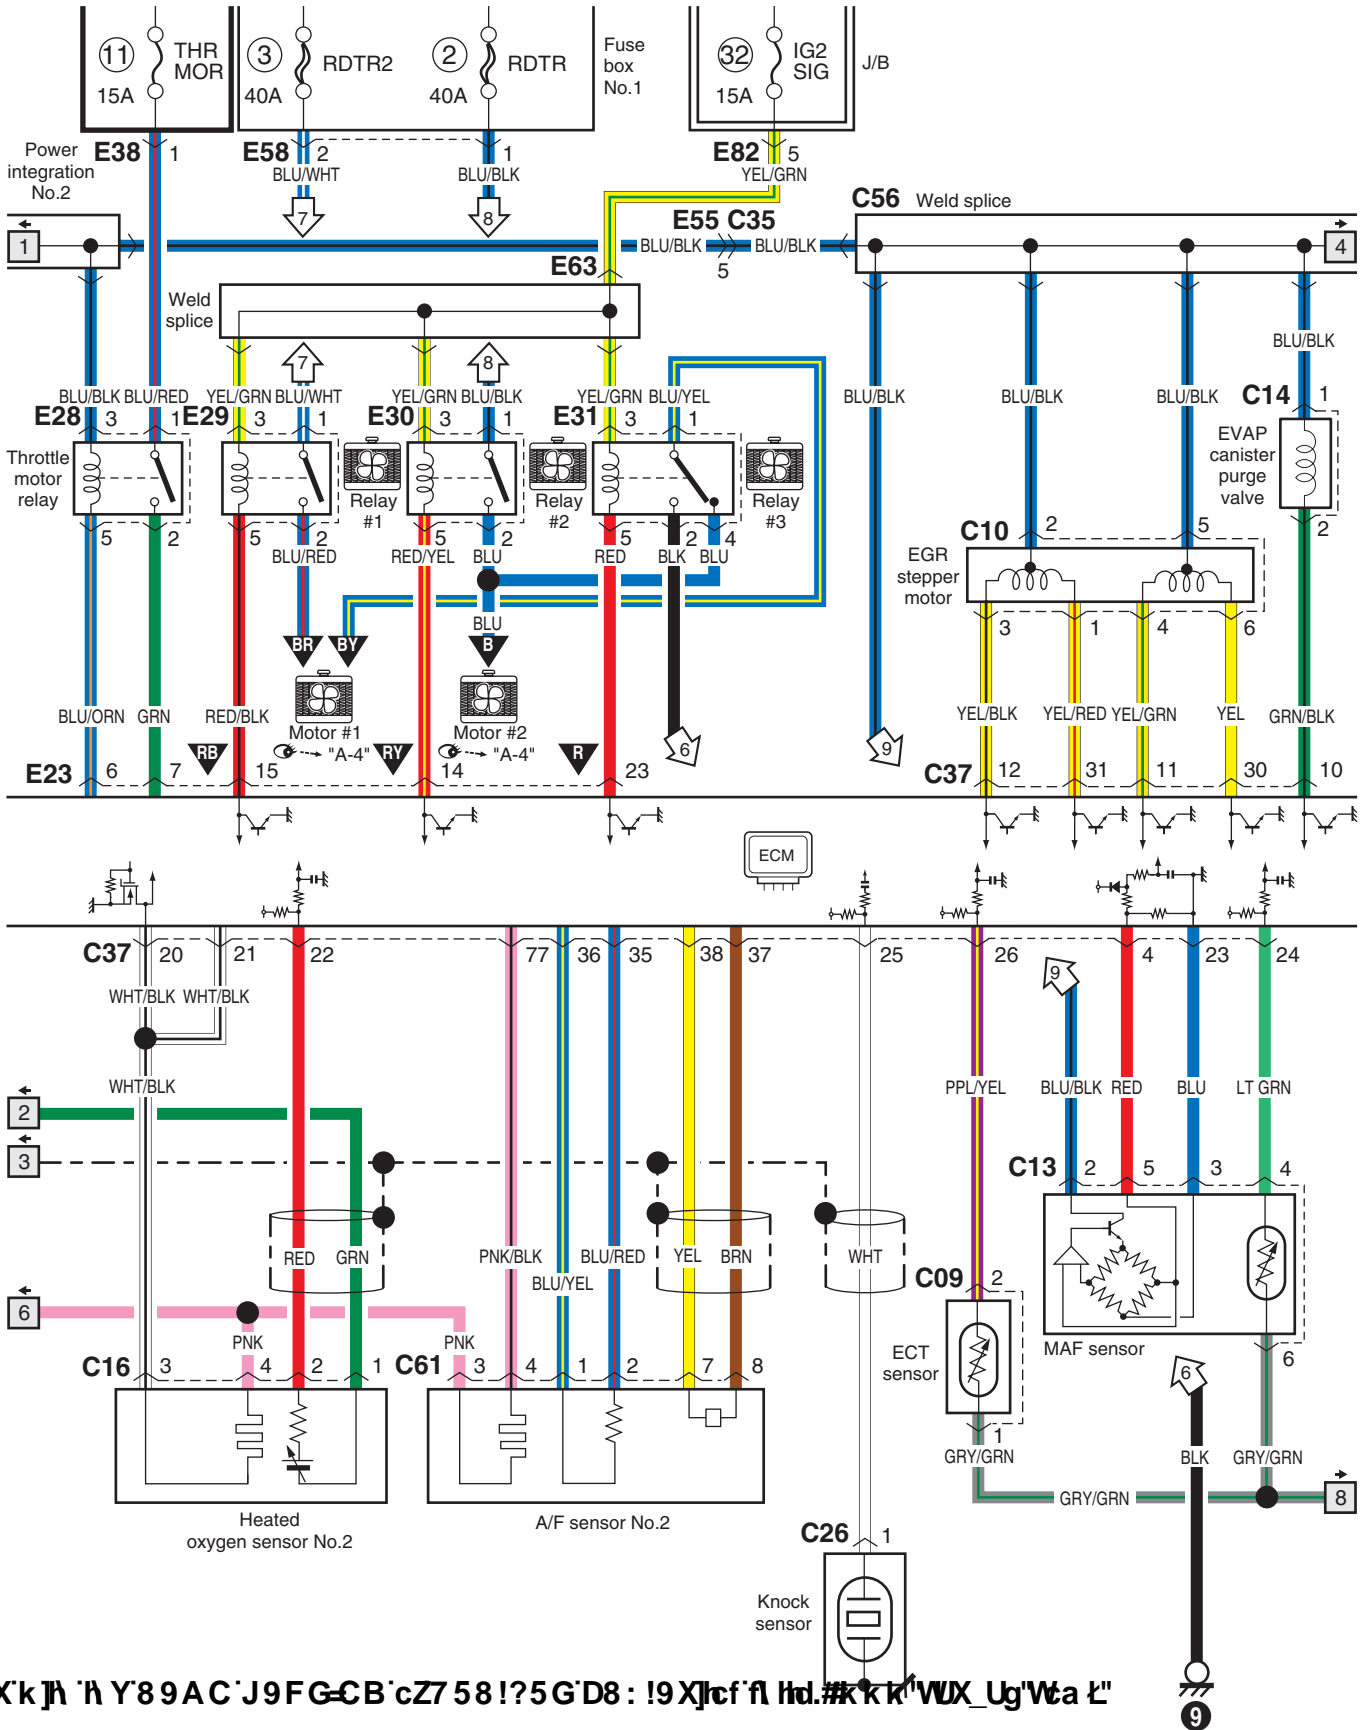 11 THR MOR 15A
3 RDTR2 40A
2 RDTR 40A
Fuse box No.1
32 IG2 SIG 15A
J/B
Power integration No.2
E38 1
E58 2 1
E82 5
BLU/WHT BLU/BLK YEL/GRN
7 8
C56 Weld splice
E55 C35
1 BLU/BLK BLU/BLK 4
5
E63
Weld splice
7 8
BLU/BLK
BLU/BLK BLU/RED YEL/GRN BLU/WHT YEL/GRN BLU/BLK YEL/GRN BLU/YEL BLU/BLK BLU/BLK BLU/BLK
E28 3 1 E29 3 1 E30 3 1 E31 3 1 C14 1
Throttle motor relay
Relay #1
Relay #2
Relay #3
EVAP canister purge valve
5 2 5 2 5 2 5 2 4 C10 2 5 2
BLU/RED RED/YEL BLU RED BLK BLU
EGR stepper motor
BLU
3 1 4 6
BR BY B
BLU/ORN GRN RED/BLK YEL/BLK YEL/RED YEL/GRN YEL GRN/BLK
Motor #1 Motor #2
RB "A-4" RY "A-4" R 6 9
E23 6 7 15 14 23 C37 12 31 11 30 10
ECM
C37 20 21 22 77 36 35 38 37 25 26 4 23 24
9
WHT/BLK WHT/BLK
WHT/BLK PPL/YEL BLU/BLK RED BLU LT GRN
2
3
C13 2 5 3 4
RED GRN PNK/BLK BLU/RED YEL BRN WHT
BLU/YEL
C09 2
6
PNK PNK
ECT sensor
MAF sensor
C16 3 4 2 1 C61 3 4 1 2 7 8
6
6
1
GRY/GRN BLK GRY/GRN
GRY/GRN 8
Heated oxygen sensor No.2
A/F sensor No.2
C26 1
Knock sensor
9